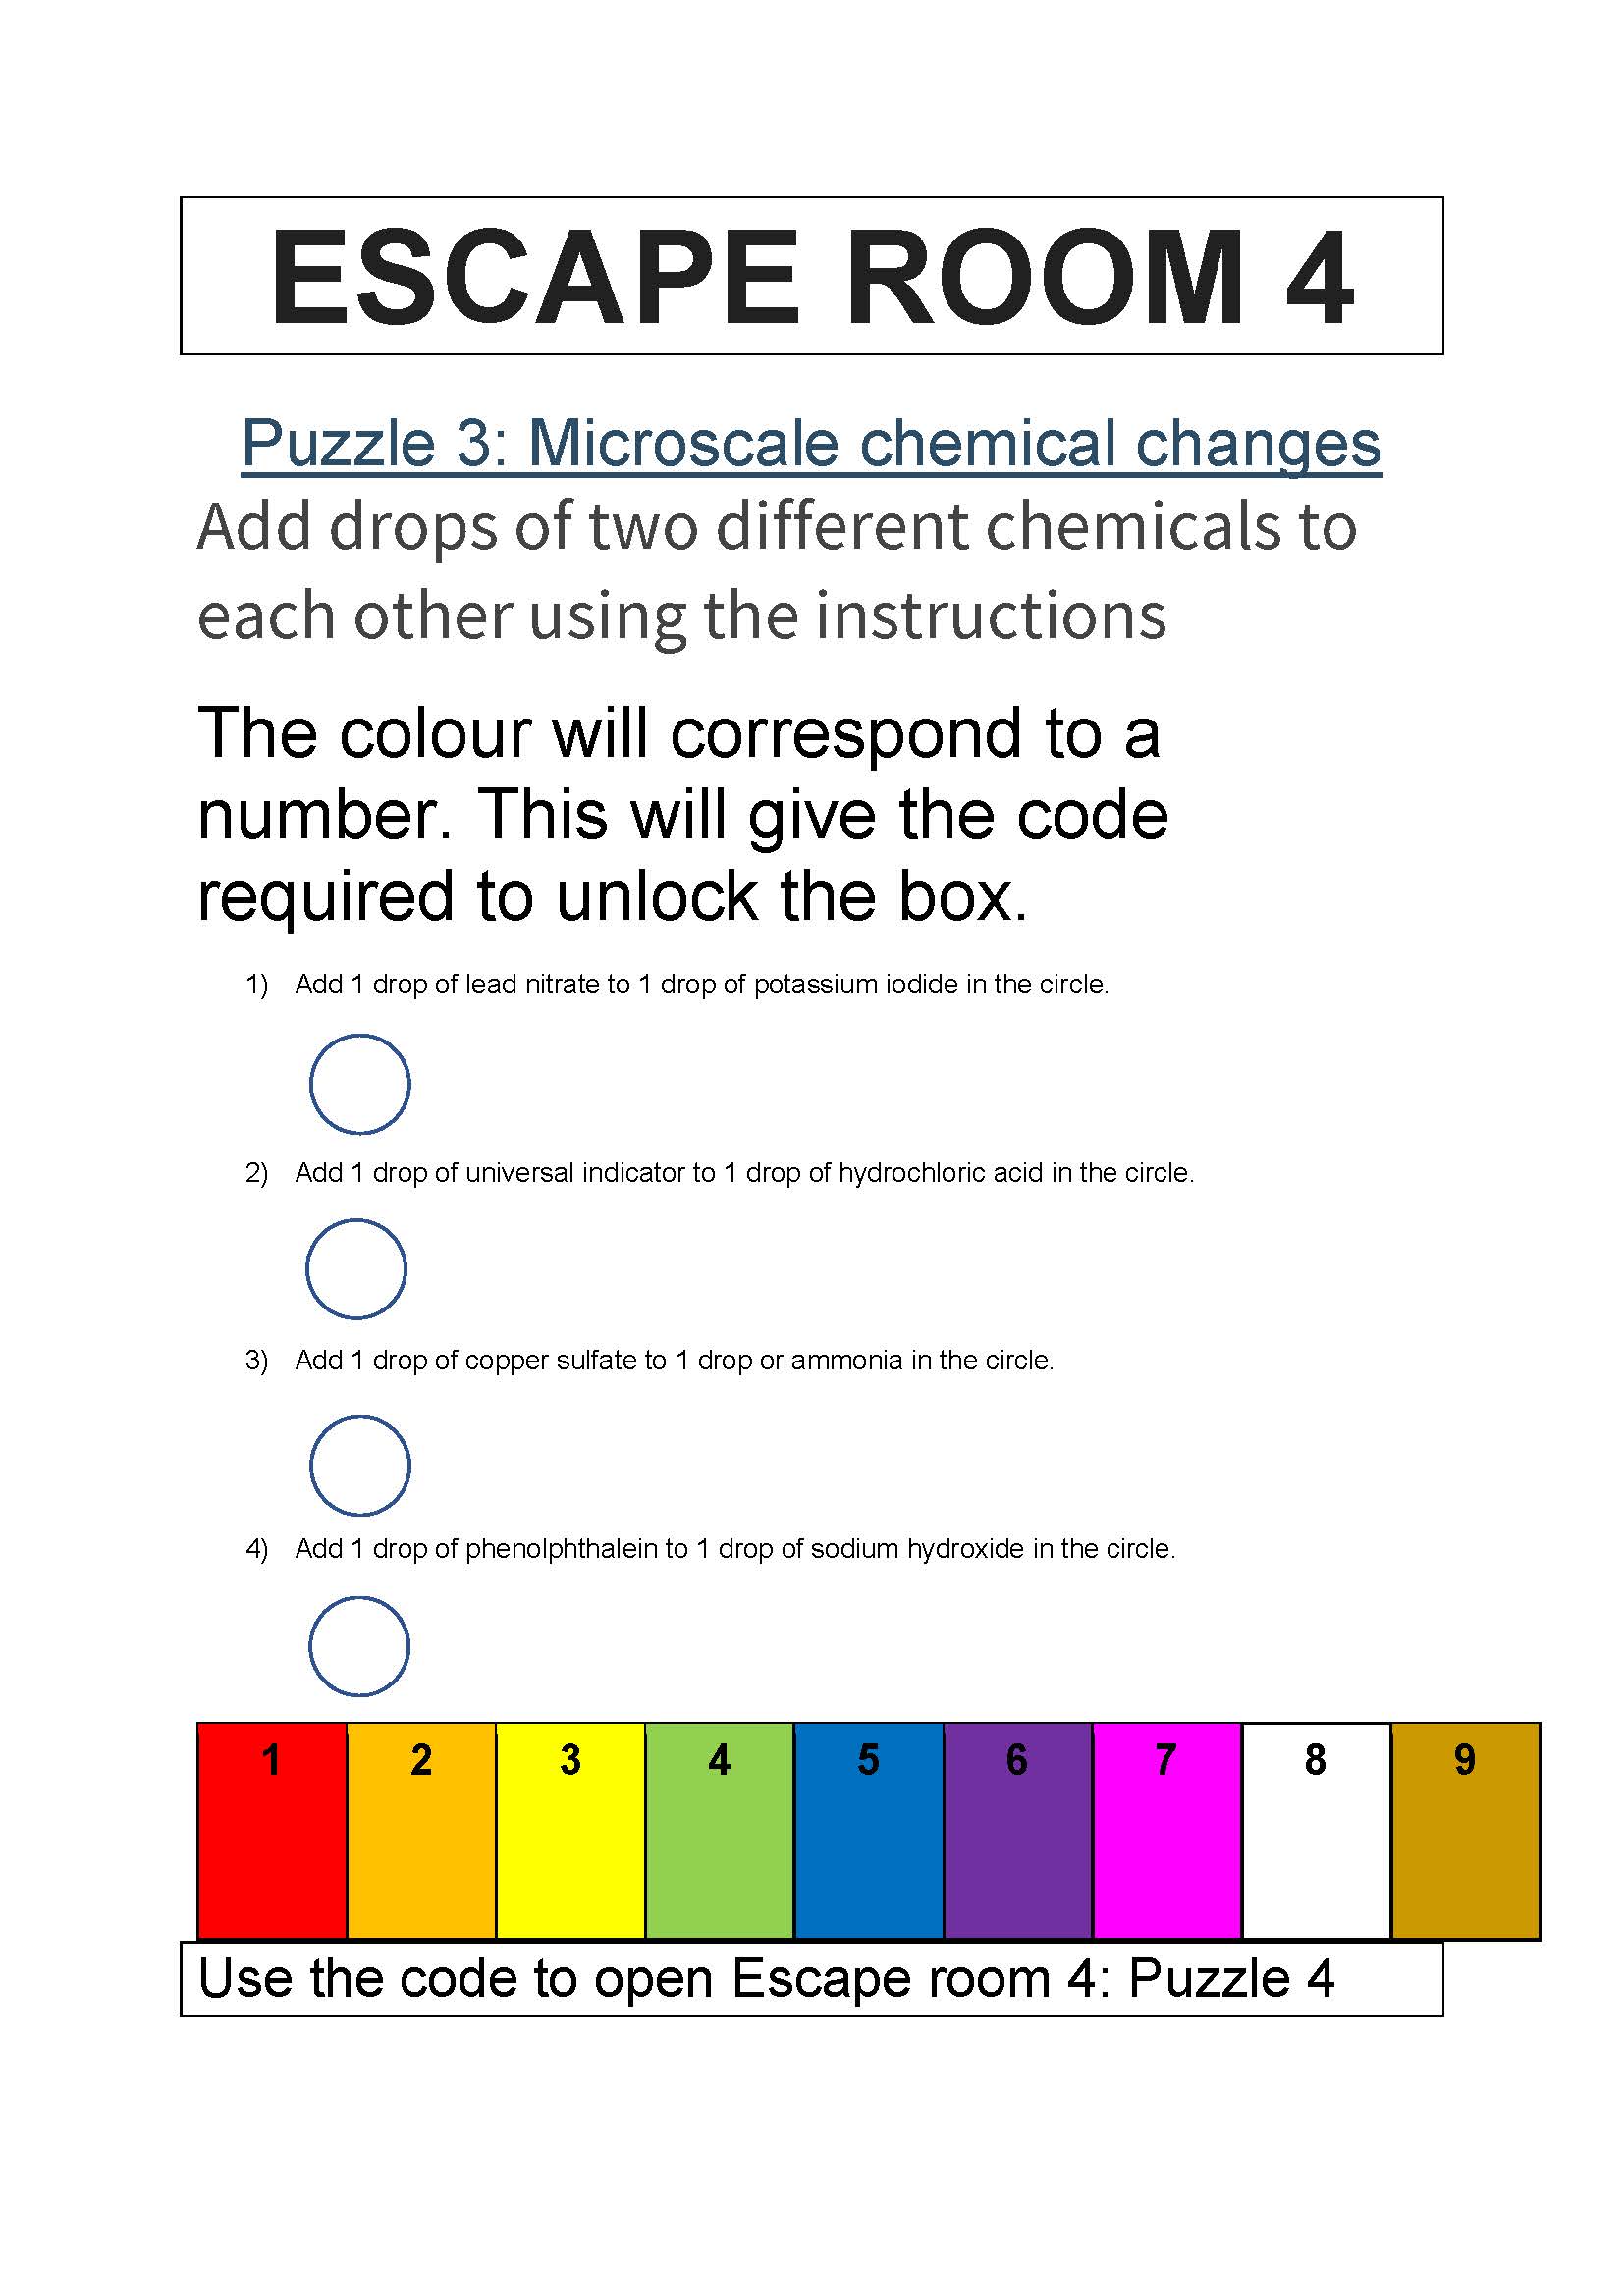 ESCAPE ROOM 4
Puzzle 3: Microscale chemical changes
Add drops of two different chemicals to
each other using the instructions
The colour will correspond to a
number. This will give the code
required to unlock the box.
1) Add 1 drop of lead nitrate to 1 drop of potassium iodide in the circle.
2) Add 1 drop of universal indicator to 1 drop of hydrochloric acid in the circle.
3) Add 1 drop of copper sulfate to 1 drop or ammonia in the circle.
4) Add 1 drop of phenolphthalein to 1 drop of sodium hydroxide in the circle.
1 2 3 4 5 6 7 8 9
Use the code to open Escape room 4: Puzzle 4